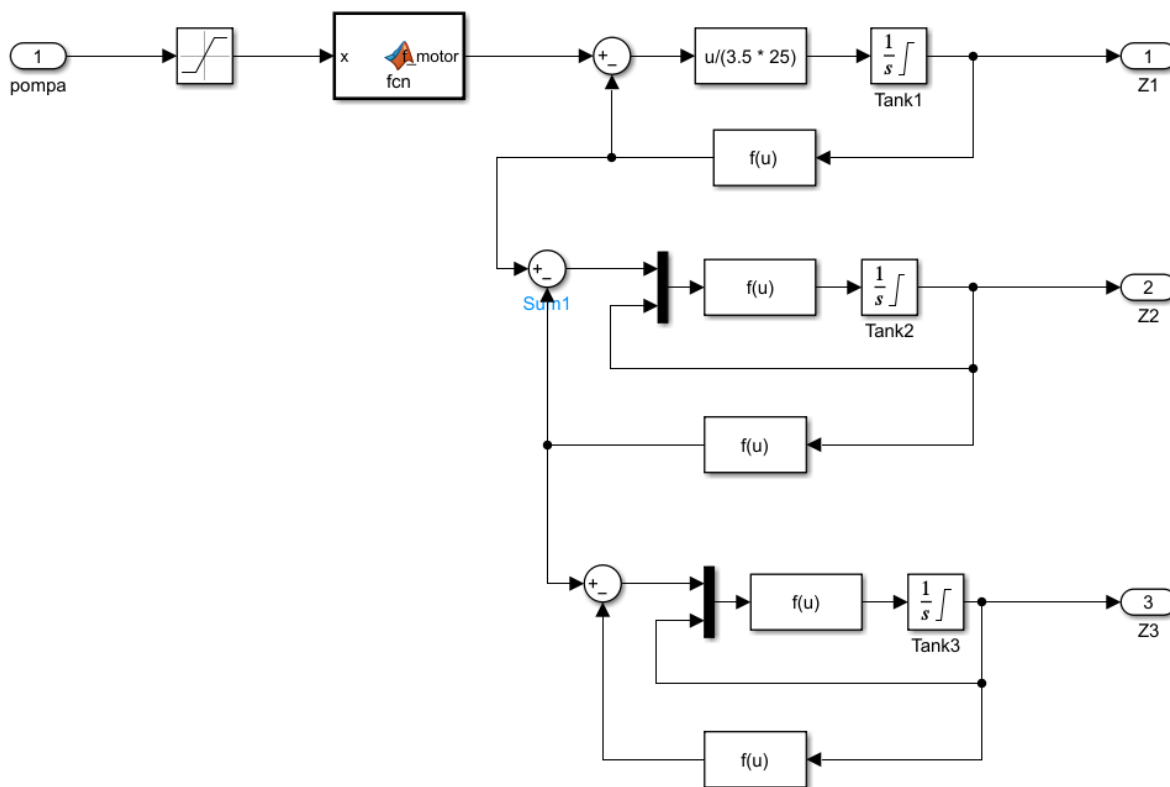 1
pompa
x
f_motor
fcn
+
−
u/(3.5 * 25)
1
s
Tank1
1
Z1
f(u)
+
−
Sum1
f(u)
1
s
Tank2
2
Z2
f(u)
+
−
f(u)
1
s
Tank3
3
Z3
f(u)